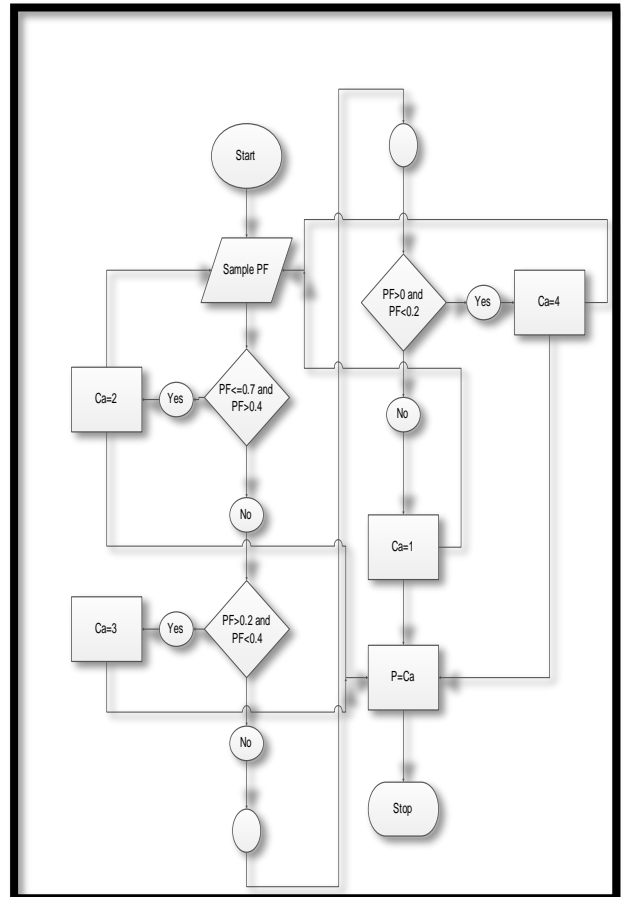 Start
Sample PF
PF<=0.7 and
PF>0.4
Yes
Ca=2
No
PF>0.2 and
PF<0.4
Yes
Ca=3
No
PF>0 and
PF<0.2
Yes
Ca=4
No
Ca=1
P=Ca
Stop